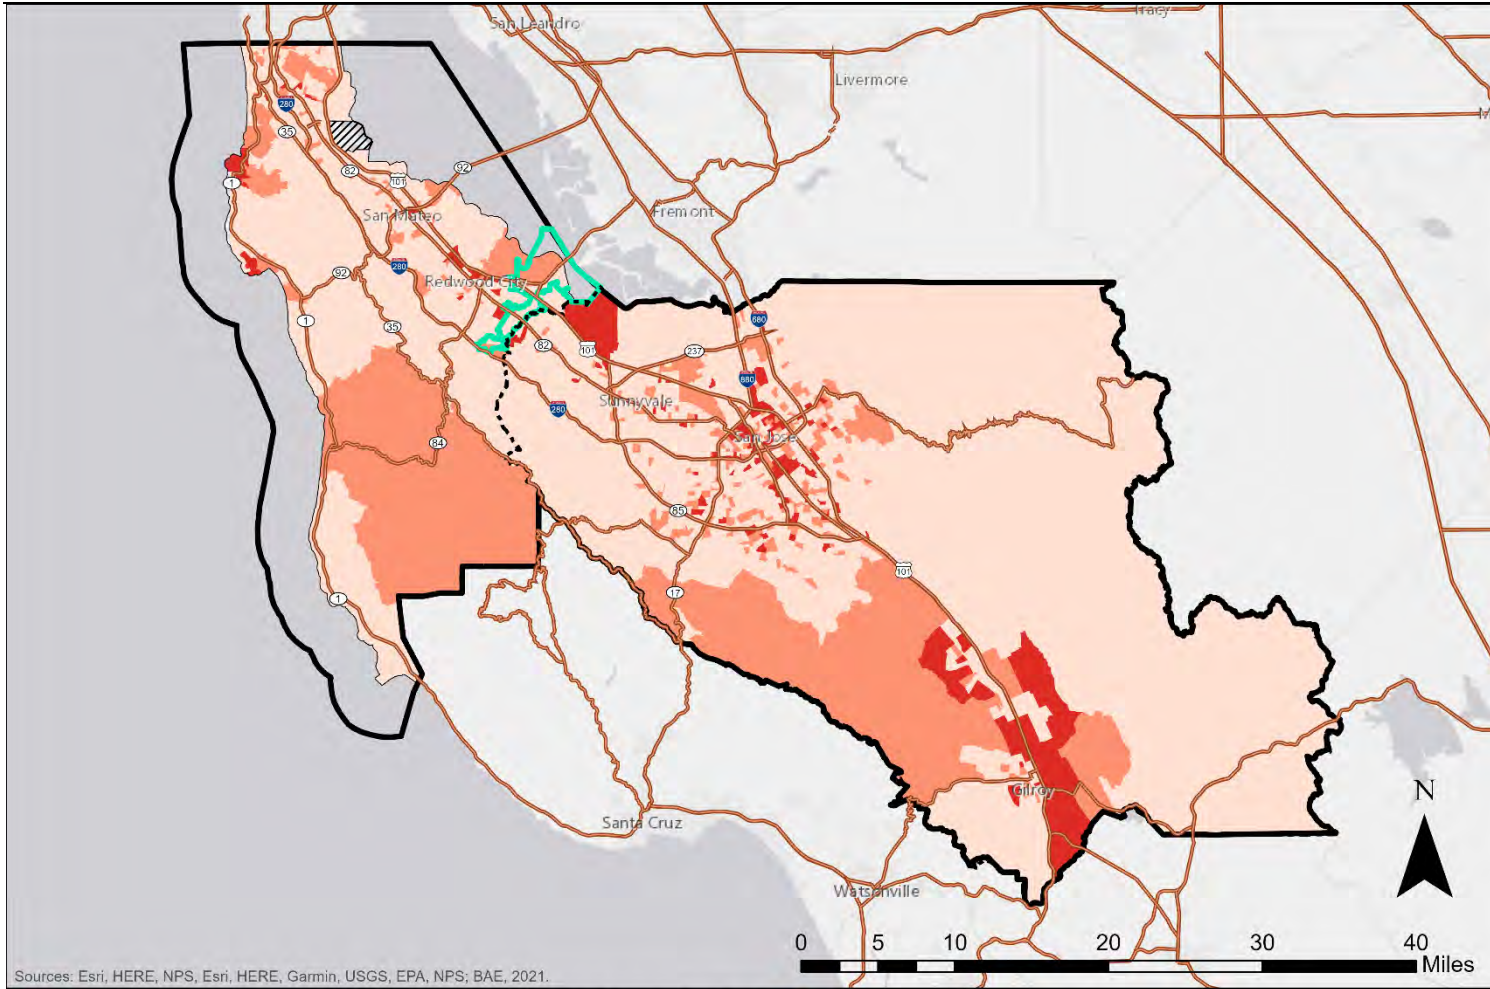 San Leandro
Tracy
Livermore
280
35
82
101
92
1
San Mateo
Fremont
280
92
Redwood City
1
35
82
101
237
680
880
280
Sunnyvale
San Jose
84
85
17
101
1
Gilroy
N
Santa Cruz
Watsonville
0 5 10 20 30 40
Miles
Sources: Esri, HERE, NPS, Esri, HERE, Garmin, USGS, EPA, NPS; BAE, 2021.